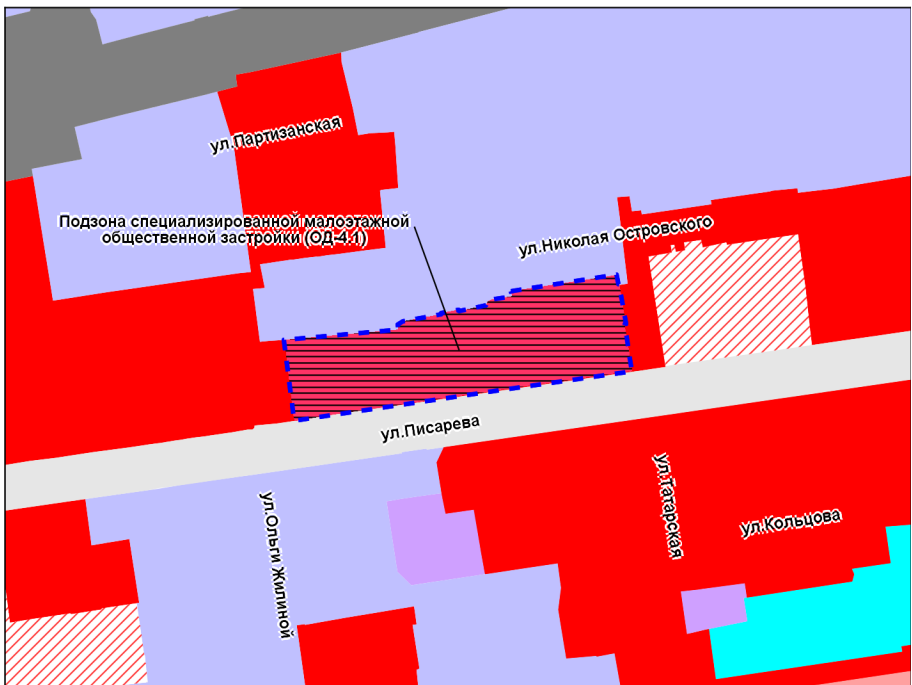 ул.Партизанская
Подзона специализированной малоэтажной
общественной застройки (ОД-4.1)
ул.Николая Островского
ул.Писарева
ул.Ольги Жилиной
ул.Татарская
ул.Кольцова